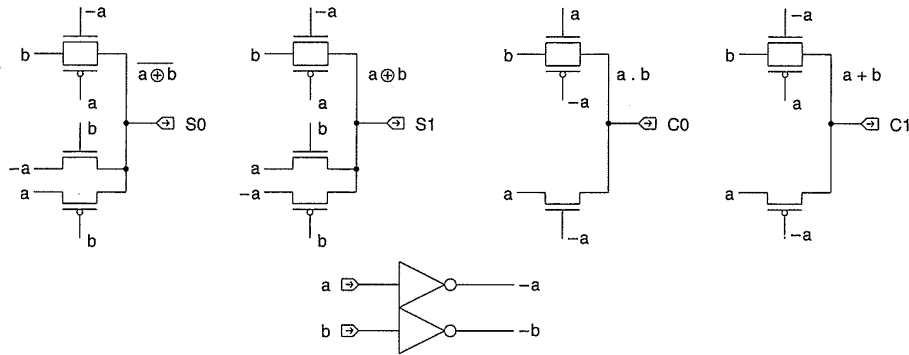 -a -a a -a
b b b b
a a -a a
a⊕b a⊕b a . b a + b
b b
S0 S1 C0 C1
-a a
a -a a a
b b -a -a
a -a
b -b